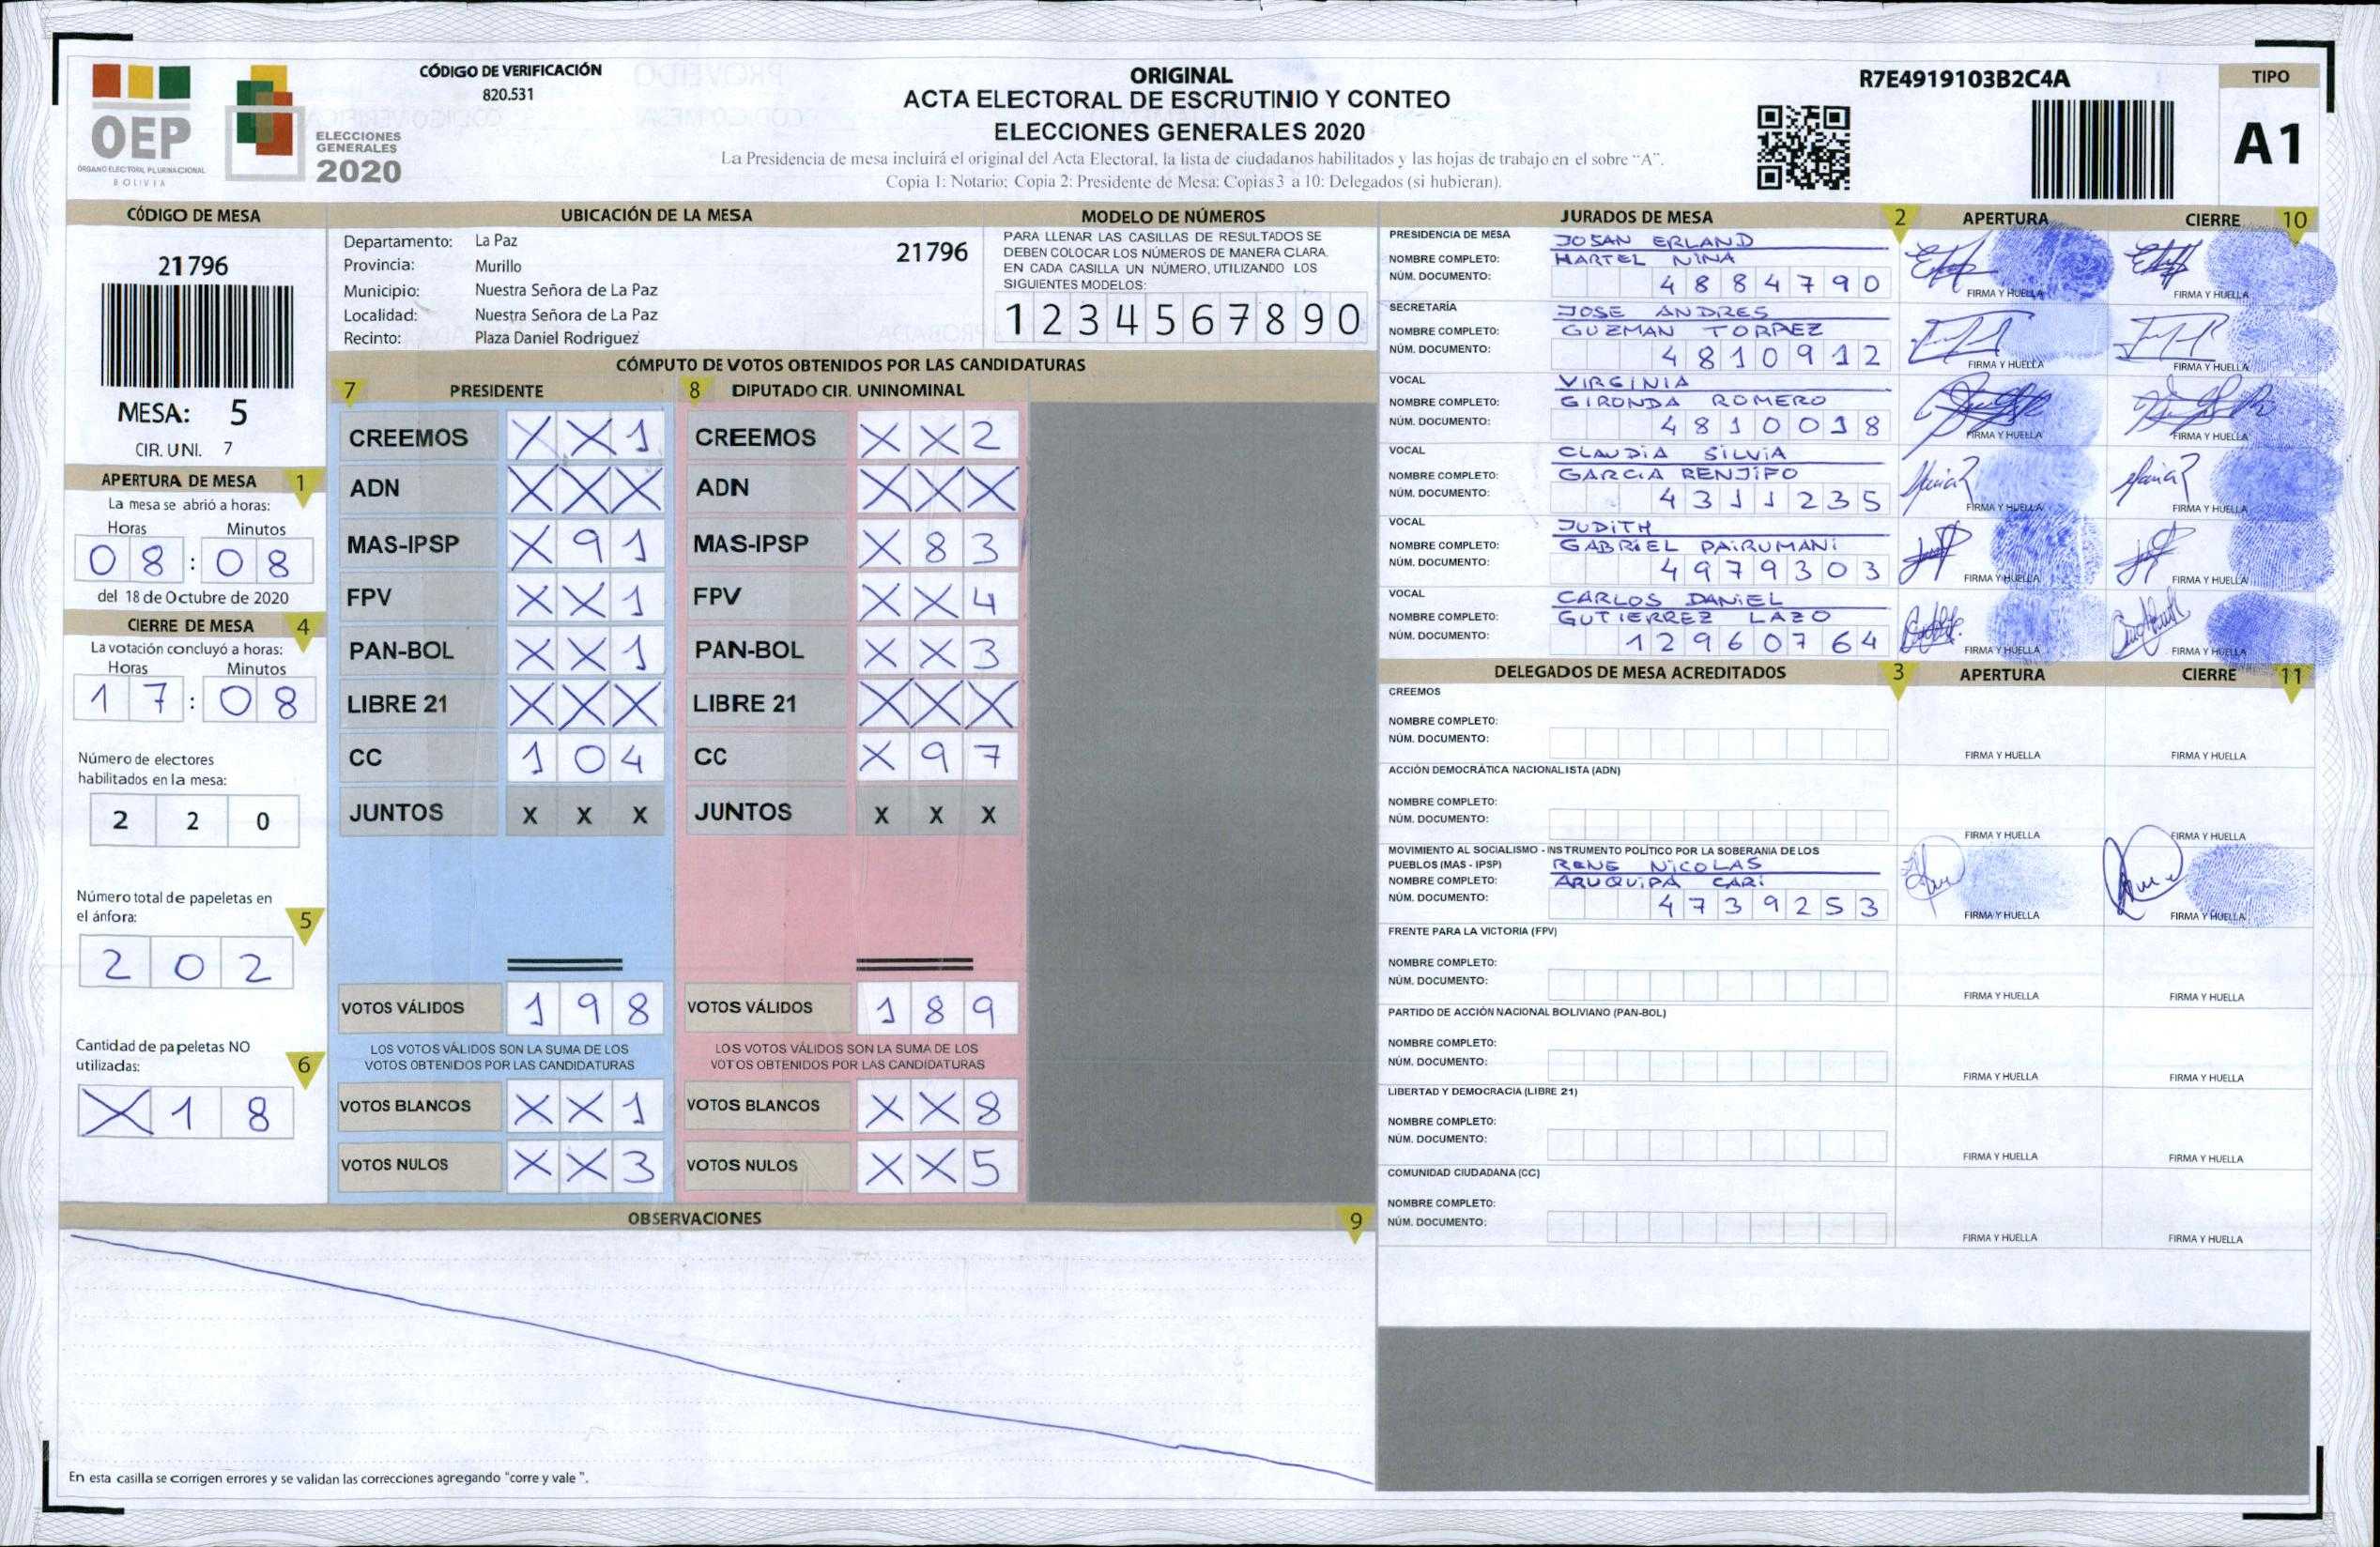 OEP
ÓRGANO ELECTORAL PLURINACIONAL
BOLIVIA
ELECCIONES
GENERALES
2020
CÓDIGO DE VERIFICACIÓN
820.531
ORIGINAL
ACTA ELECTORAL DE ESCRUTINIO Y CONTEO
ELECCIONES GENERALES 2020
La Presidencia de mesa incluirá el original del Acta Electoral, la lista de ciudadanos habilitados y las hojas de trabajo en el sobre "A".
Copia 1: Notario; Copia 2: Presidente de Mesa; Copias 3 a 10: Delegados (si hubieran).
R7E4919103B2C4A
TIPO
A1
CÓDIGO DE MESA
21796
MESA: 5
CIR. UNI. 7
APERTURA DE MESA 1
La mesa se abrió a horas:
Horas Minutos
08:08
del 18 de Octubre de 2020
CIERRE DE MESA 4
La votación concluyó a horas:
Horas Minutos
17:08
Número de electores
habilitados en la mesa:
2 2 0
Número total de papeletas en
el ánfora: 5
2 0 2
Cantidad de papeletas NO
utilizadas: 6
X 1 8
UBICACIÓN DE LA MESA
Departamento: La Paz 21796
Provincia: Murillo
Municipio: Nuestra Señora de La Paz
Localidad: Nuestra Señora de La Paz
Recinto: Plaza Daniel Rodriguez
MODELO DE NÚMEROS
PARA LLENAR LAS CASILLAS DE RESULTADOS SE
DEBEN COLOCAR LOS NÚMEROS DE MANERA CLARA.
EN CADA CASILLA UN NÚMERO, UTILIZANDO LOS
SIGUIENTES MODELOS:
1 2 3 4 5 6 7 8 9 0
CÓMPUTO DE VOTOS OBTENIDOS POR LAS CANDIDATURAS
7 PRESIDENTE 8 DIPUTADO CIR. UNINOMINAL
CREEMOS X X 1 CREEMOS X X 2
ADN X X X ADN X X X
MAS-IPSP X 9 1 MAS-IPSP X 8 3
FPV X X 1 FPV X X 4
PAN-BOL X X 1 PAN-BOL X X 3
LIBRE 21 X X X LIBRE 21 X X X
CC 1 0 4 CC X 9 7
JUNTOS X X X JUNTOS X X X
VOTOS VÁLIDOS 1 9 8 VOTOS VÁLIDOS 1 8 9
LOS VOTOS VÁLIDOS SON LA SUMA DE LOS LOS VOTOS VÁLIDOS SON LA SUMA DE LOS
VOTOS OBTENIDOS POR LAS CANDIDATURAS VOTOS OBTENIDOS POR LAS CANDIDATURAS
VOTOS BLANCOS X X 1 VOTOS BLANCOS X X 8
VOTOS NULOS X X 3 VOTOS NULOS X X 5
OBSERVACIONES 9
En esta casilla se corrigen errores y se validan las correcciones agregando "corre y vale".
JURADOS DE MESA 2 APERTURA CIERRE 10
PRESIDENCIA DE MESA JOSAN ERLAND
NOMBRE COMPLETO: HARTEL NINA
NÚM. DOCUMENTO: 4884790 FIRMA Y HUELLA FIRMA Y HUELLA
SECRETARÍA JOSE ANDRES
NOMBRE COMPLETO: GUZMAN TORREZ
NÚM. DOCUMENTO: 4810912 FIRMA Y HUELLA FIRMA Y HUELLA
VOCAL VIRGINIA
NOMBRE COMPLETO: GIRONDA ROMERO
NÚM. DOCUMENTO: 4810018 FIRMA Y HUELLA FIRMA Y HUELLA
VOCAL CLAUDiA SiLViA
NOMBRE COMPLETO: GARCiA RENJiFO
NÚM. DOCUMENTO: 4311235 FIRMA Y HUELLA FIRMA Y HUELLA
VOCAL JUDiTH
NOMBRE COMPLETO: GABRiEL PAiRUMANi
NÚM. DOCUMENTO: 4979303 FIRMA Y HUELLA FIRMA Y HUELLA
VOCAL CARLOS DANiEL
NOMBRE COMPLETO: GUTIERREZ LAZO
NÚM. DOCUMENTO: 12960764 FIRMA Y HUELLA FIRMA Y HUELLA
DELEGADOS DE MESA ACREDITADOS 3 APERTURA CIERRE 11
CREEMOS
NOMBRE COMPLETO:
NÚM. DOCUMENTO: FIRMA Y HUELLA FIRMA Y HUELLA
ACCIÓN DEMOCRÁTICA NACIONALISTA (ADN)
NOMBRE COMPLETO:
NÚM. DOCUMENTO: FIRMA Y HUELLA FIRMA Y HUELLA
MOVIMIENTO AL SOCIALISMO - INSTRUMENTO POLÍTICO POR LA SOBERANIA DE LOS
PUEBLOS (MAS - IPSP) RENE NiCOLAS
NOMBRE COMPLETO: ARUQUiPA CARi
NÚM. DOCUMENTO: 4739253 FIRMA Y HUELLA FIRMA Y HUELLA
FRENTE PARA LA VICTORIA (FPV)
NOMBRE COMPLETO:
NÚM. DOCUMENTO: FIRMA Y HUELLA FIRMA Y HUELLA
PARTIDO DE ACCIÓN NACIONAL BOLIVIANO (PAN-BOL)
NOMBRE COMPLETO:
NÚM. DOCUMENTO: FIRMA Y HUELLA FIRMA Y HUELLA
LIBERTAD Y DEMOCRACIA (LIBRE 21)
NOMBRE COMPLETO:
NÚM. DOCUMENTO: FIRMA Y HUELLA FIRMA Y HUELLA
COMUNIDAD CIUDADANA (CC)
NOMBRE COMPLETO:
NÚM. DOCUMENTO: FIRMA Y HUELLA FIRMA Y HUELLA